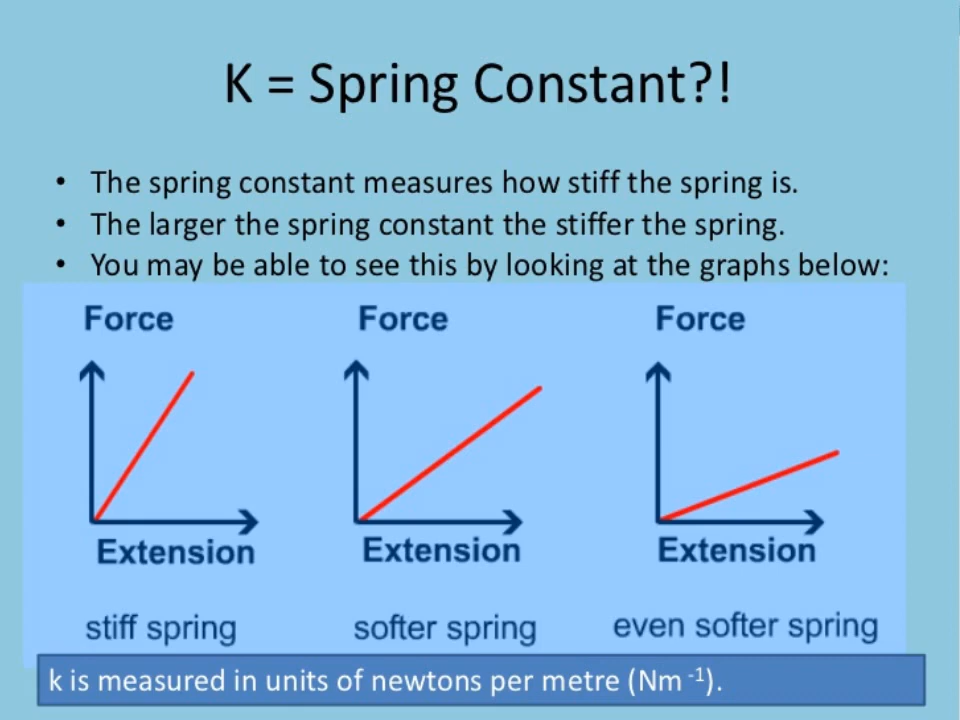 K = Spring Constant?!
• The spring constant measures how stiff the spring is.
• The larger the spring constant the stiffer the spring.
• You may be able to see this by looking at the graphs below:
Force Force Force
Extension Extension Extension
stiff spring softer spring even softer spring
k is measured in units of newtons per metre (Nm ⁻¹).